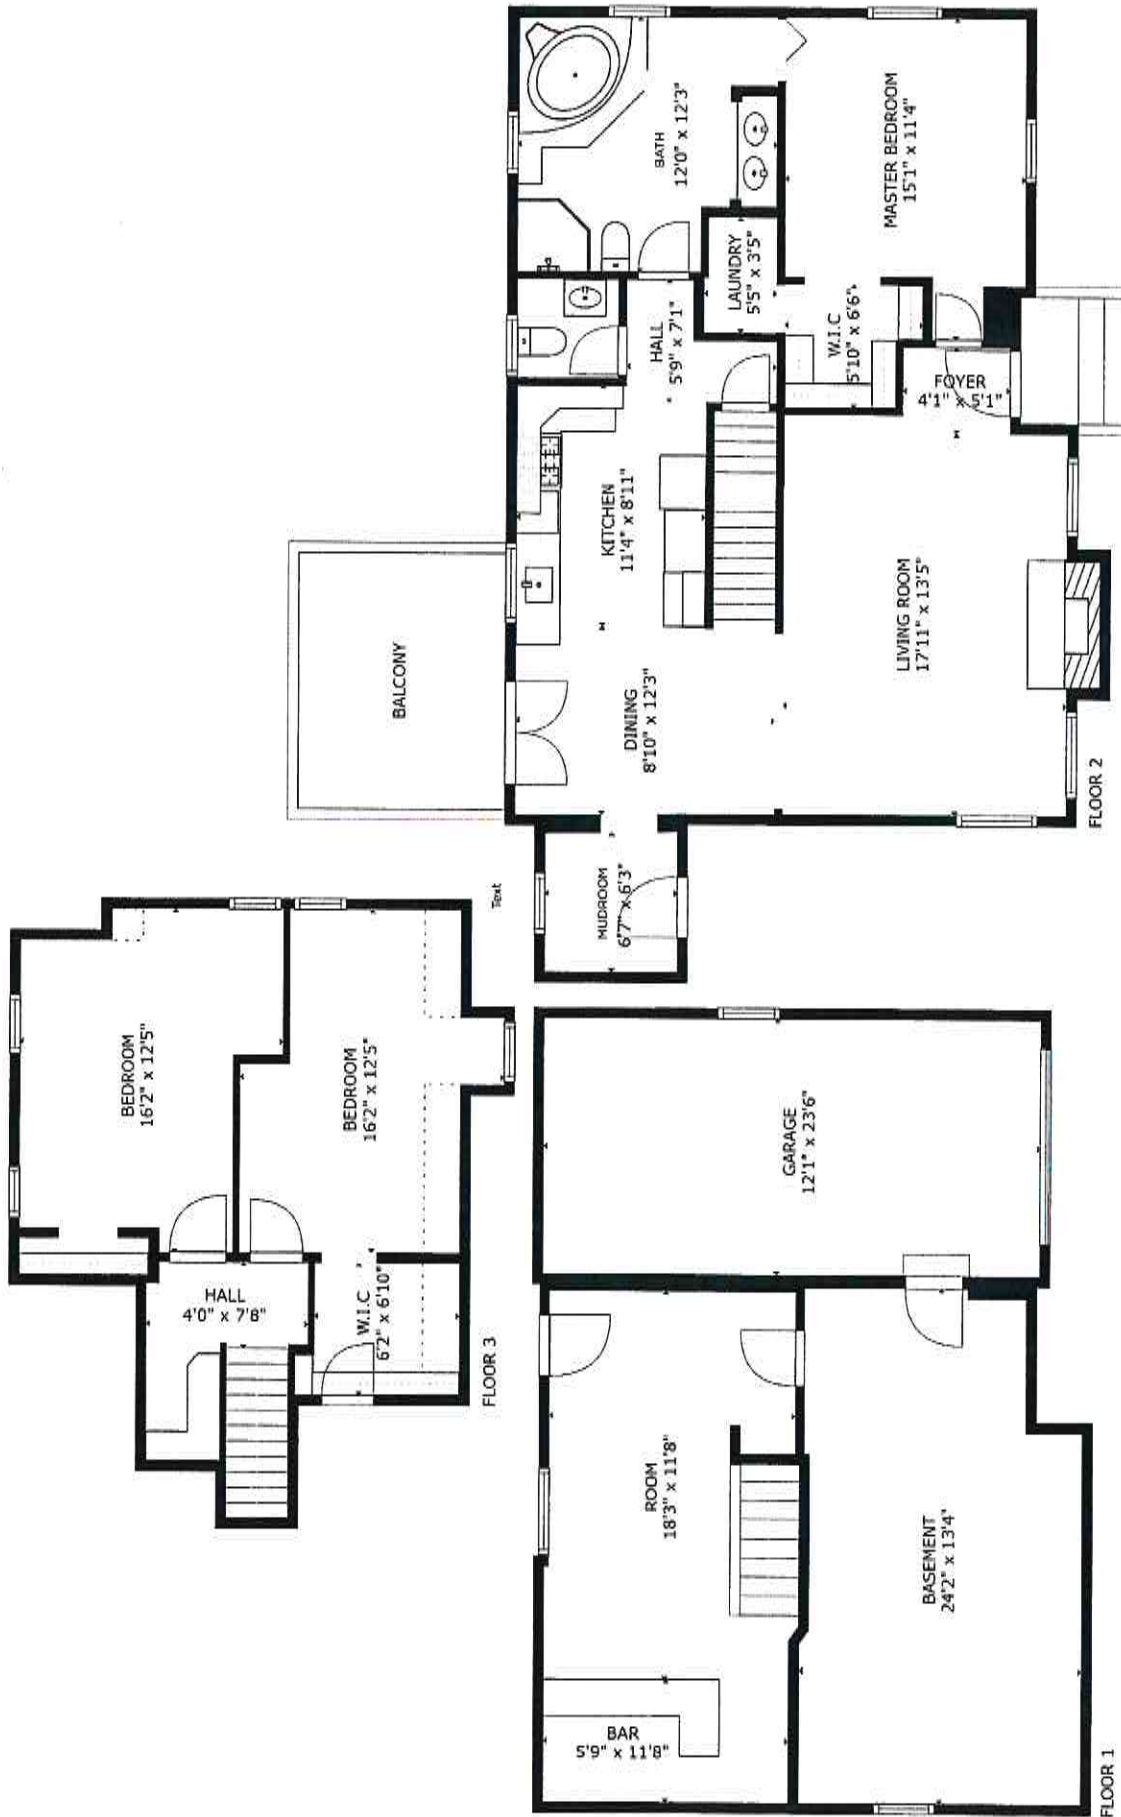 BEDROOM
16'2" x 12'5"
BEDROOM
16'2" x 12'5"
HALL
4'0" x 7'8"
W.I.C
6'2" x 6'10"
FLOOR 3
Text
BALCONY
BATH
12'0" x 12'3"
LAUNDRY
5'5" x 3'5"
MASTER BEDROOM
15'1" x 11'4"
HALL
5'9" x 7'1"
W.I.C
5'10" x 6'6"
FOYER
4'1" x 5'1"
KITCHEN
11'4" x 8'11"
DINING
8'10" x 12'3"
LIVING ROOM
17'11" x 13'5"
MUDROOM
6'7" x 6'3"
FLOOR 2
GARAGE
12'1" x 23'6"
ROOM
18'3" x 11'8"
BAR
5'9" x 11'8"
BASEMENT
24'2" x 13'4"
FLOOR 1